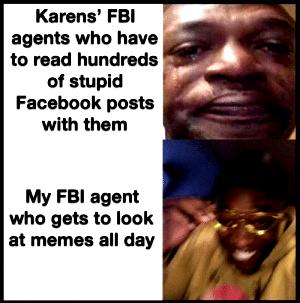 Karens' FBI
agents who have
to read hundreds
of stupid
Facebook posts
with them
My FBI agent
who gets to look
at memes all day